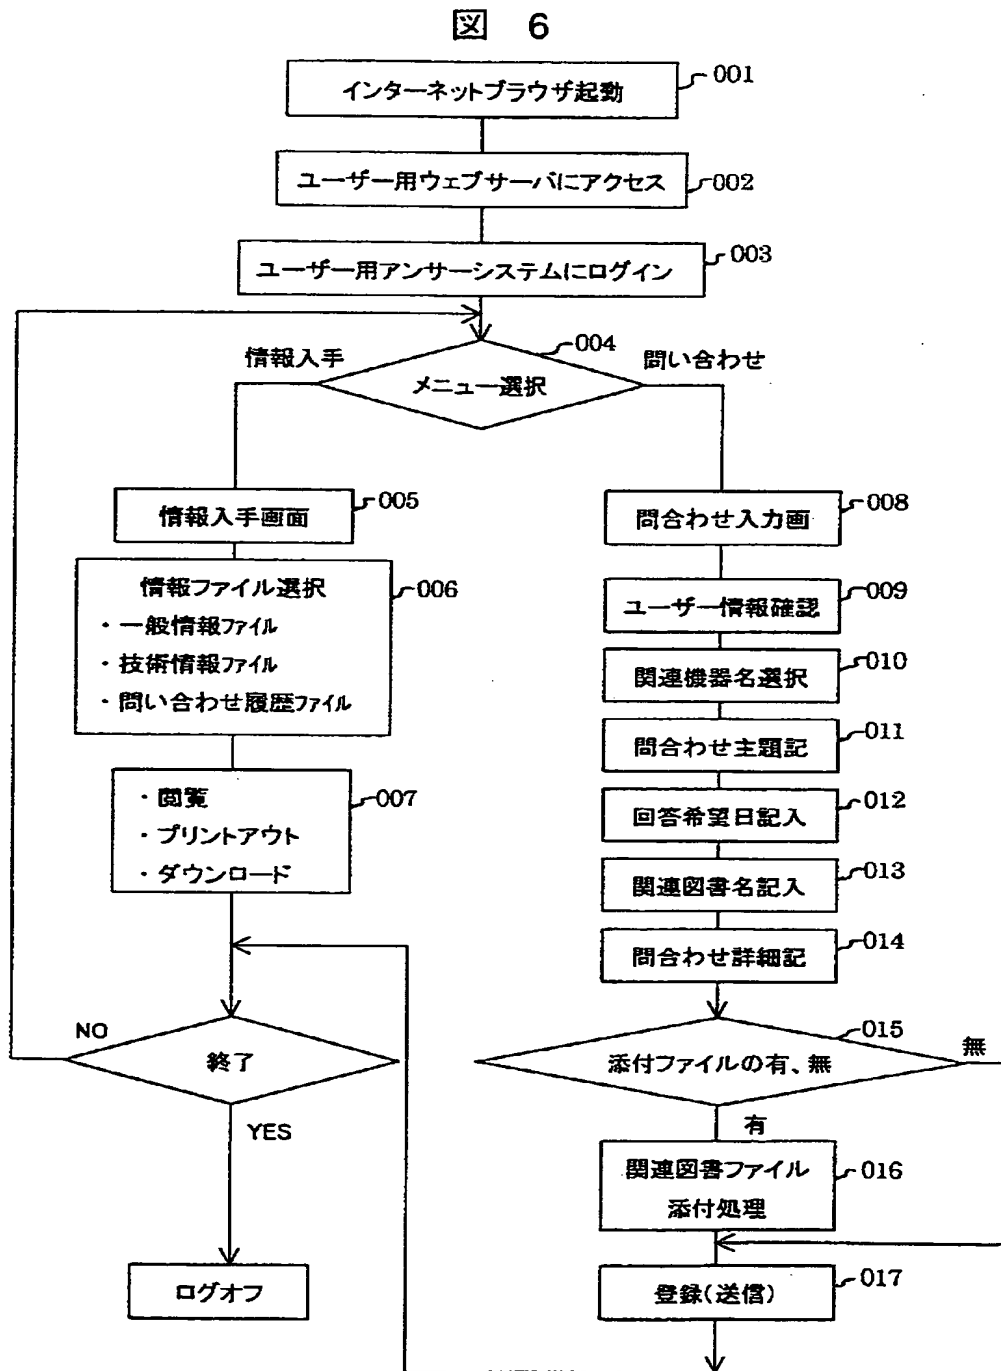 図 6
インターネットブラウザ起動
001
ユーザー用ウェブサーバにアクセス
002
ユーザー用アンサーシステムにログイン
003
004
情報入手
問い合わせ
メニュー選択
情報入手画面
005
情報ファイル選択
・一般情報ファイル
・技術情報ファイル
・問い合わせ履歴ファイル
006
・閲覧
・プリントアウト
・ダウンロード
007
NO
終了
YES
ログオフ
問合わせ入力画
008
ユーザー情報確認
009
関連機器名選択
010
問合わせ主題記
011
回答希望日記入
012
関連図書名記入
013
問合わせ詳細記
014
015
添付ファイルの有、無
無
有
関連図書ファイル
添付処理
016
登録(送信)
017